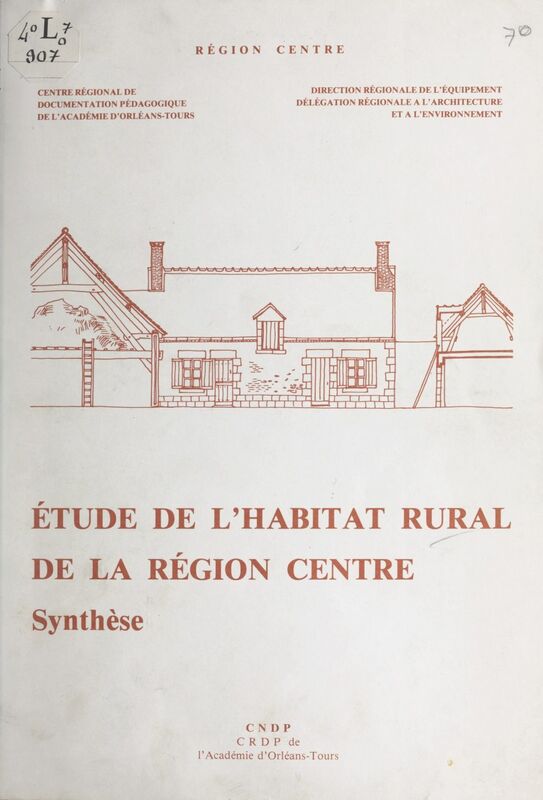 4° L 7
o
907
70
RÉGION CENTRE
CENTRE RÉGIONAL DE
DOCUMENTATION PÉDAGOGIQUE
DE L'ACADÉMIE D'ORLÉANS-TOURS
DIRECTION RÉGIONALE DE L'ÉQUIPEMENT
DÉLÉGATION RÉGIONALE A L'ARCHITECTURE
ET A L'ENVIRONNEMENT
ÉTUDE DE L'HABITAT RURAL
DE LA RÉGION CENTRE
Synthèse
CNDP
CRDP de
l'Académie d'Orléans-Tours